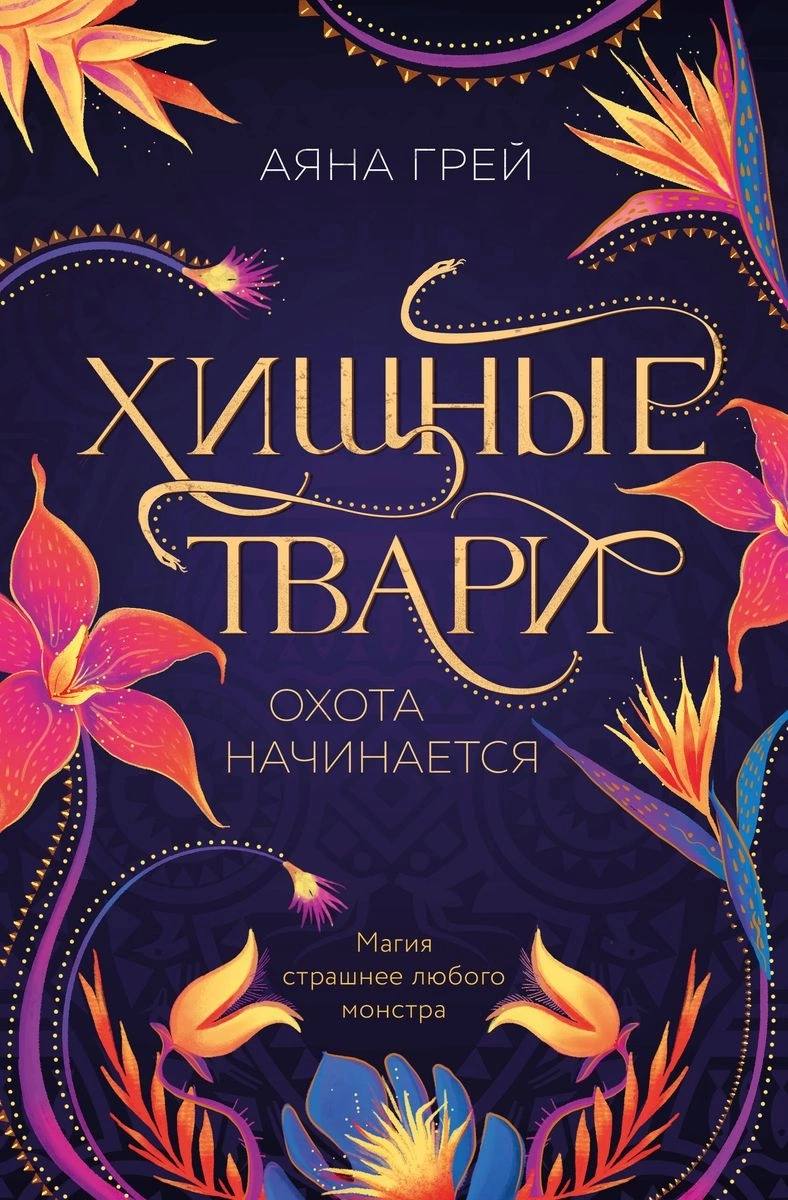 АЯНА ГРЕЙ
ХИЩНЫЕ
ТВАРИ
ОХОТА
НАЧИНАЕТСЯ
Магия
страшнее любого
монстра